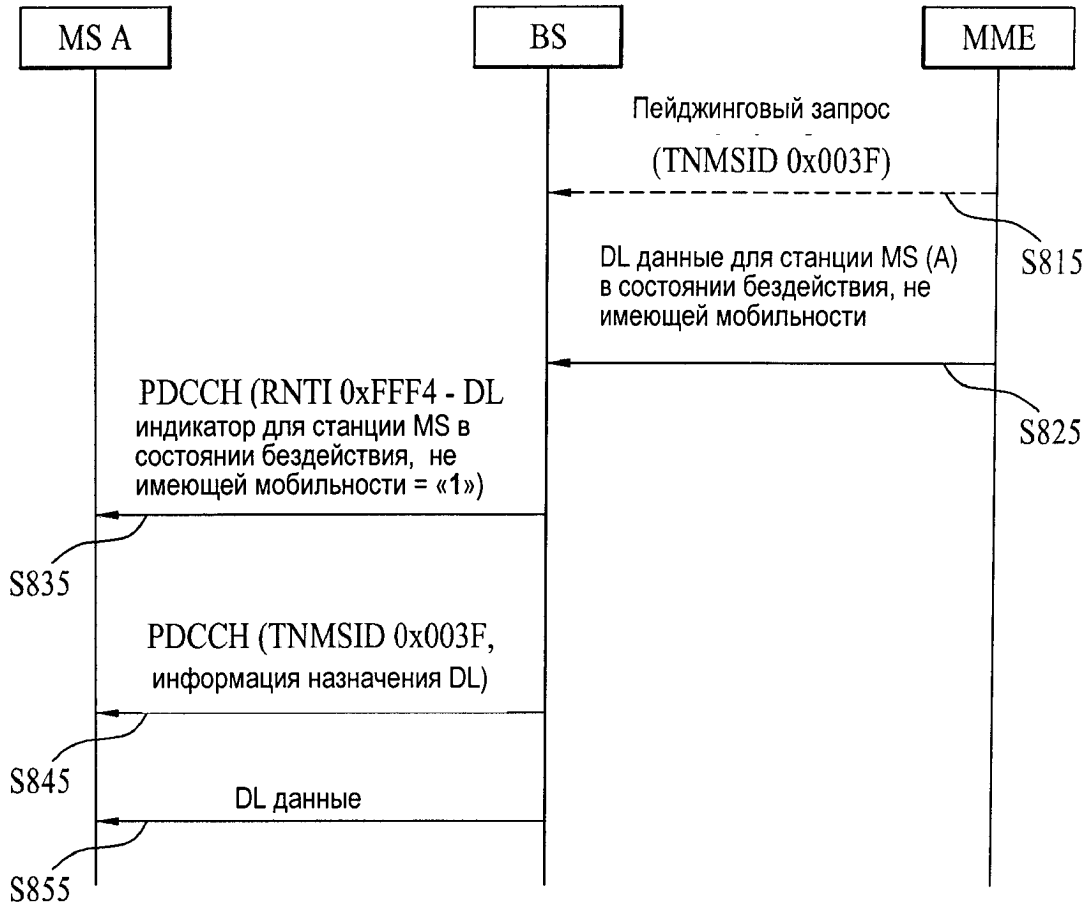 MS A
BS
MME
Пейджинговый запрос
(TNMSID 0x003F)
S815
DL данные для станции MS (A)
в состоянии бездействия, не
имеющей мобильности
S825
PDCCH (RNTI 0xFFF4 - DL
индикатор для станции MS в
состоянии бездействия, не
имеющей мобильности = «1»)
S835
PDCCH (TNMSID 0x003F,
информация назначения DL)
S845
DL данные
S855